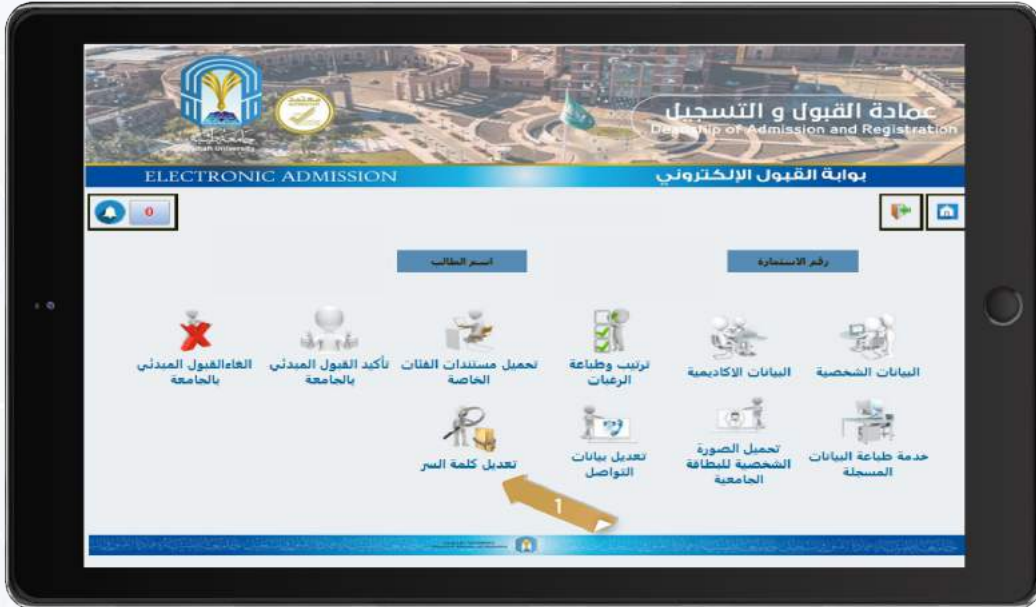 عمادة القبول و التسجيل
Deanship of Admission and Registration
معتمد
ELECTRONIC ADMISSION
بوابة القبول الإلكتروني
0
رقم الاستمارة
اسم الطالب
البيانات الشخصية
البيانات الاكاديمية
ترتيب وطباعة
الرغبات
تحميل مستندات الفئات
الخاصة
تأكيد القبول المبدئي
بالجامعة
الغاءالقبول المبدئي
بالجامعة
خدمة طباعة البيانات
المسجلة
تحميل الصورة
الشخصية للبطاقة
الجامعية
تعديل بيانات
التواصل
تعديل كلمة السر
1